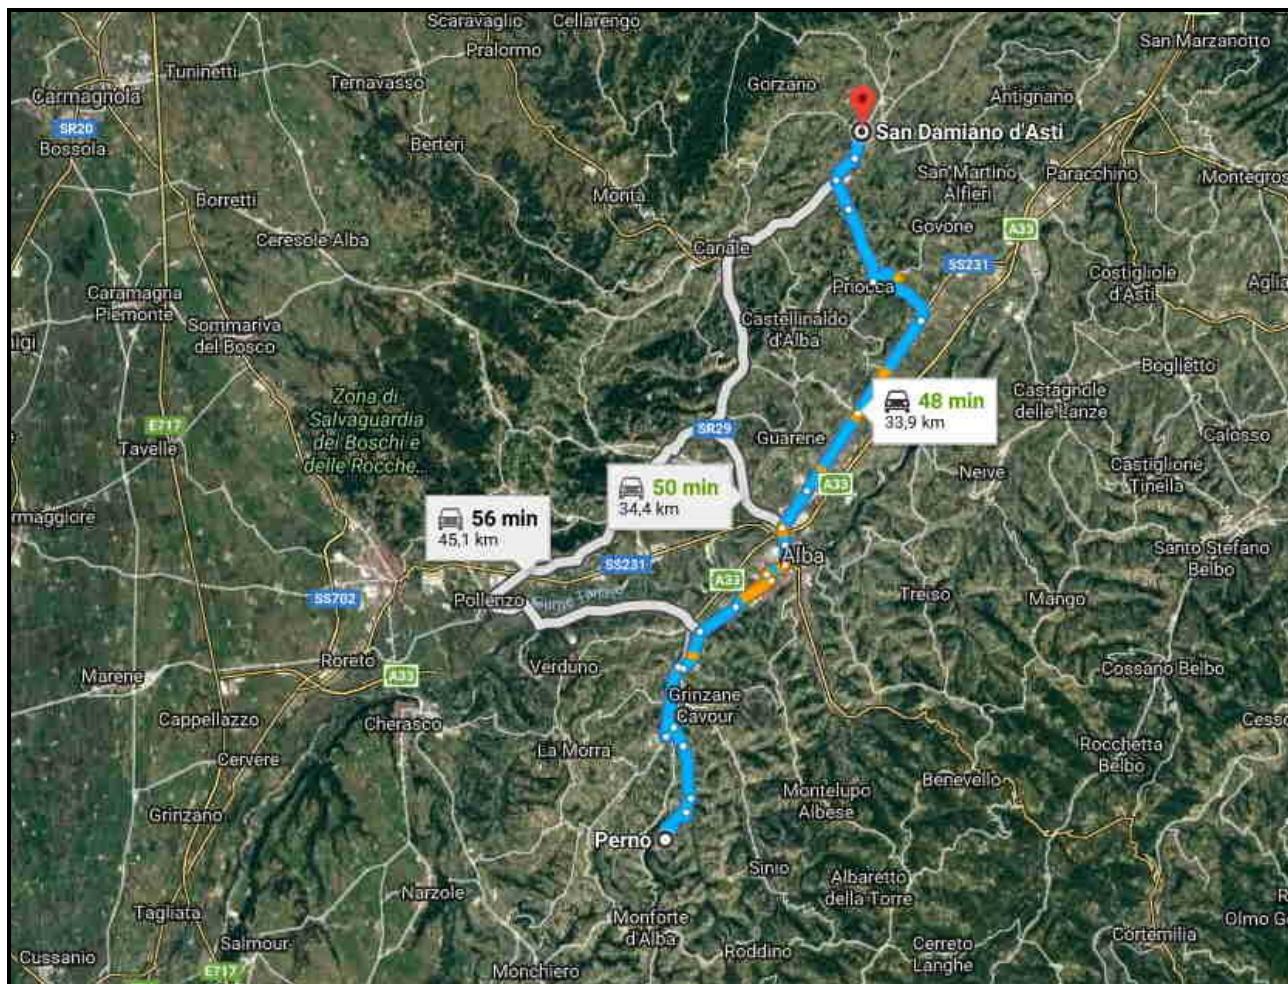 Scaravaglio
Cellarengo
San Marzanotto
Pralormo
Tuninetti
Ternavasso
Gorzano
Antignano
Carmagnola
SR20
Bossola
Berteri
San Damiano d'Asti
San Martino
Alfieri
Paracchino
Montegros
Borretti
Montà
Govone
A33
Ceresole Alba
Canale
SS231
Costigliole
d'Asti
Priocca
Caramagna
Piemonte
Sommariva
del Bosco
Castellinaldo
d'Alba
Boglietto
Zona di
Salvaguardia
dei Boschi e
delle Rocche...
48 min
33,9 km
Castagnole
delle Lanze
E717
Tavelle
SR29
Guarene
Calosso
Neive
Castiglione
Tinella
A33
50 min
34,4 km
rmaggiore
56 min
45,1 km
Alba
Santo Stefano
Belbo
SS231
A33
SS702
Pollenzo
Fiume Tanaro
Treiso
Mango
Roreto
Verduno
Marene
A33
Cossano Belbo
Cappellazzo
Cherasco
Grinzane
Cavour
La Morra
Cervere
Rocchetta
Belbo
Benevello
Montelupo
Albese
Grinzano
Perno
Sinio
Albaretto
della Torre
Narzole
Tagliata
Monforte
d'Alba
Olmo G
Salmour
Roddino
Cerreto
Langhe
Cortemilia
Cussanio
E717
Monchiero